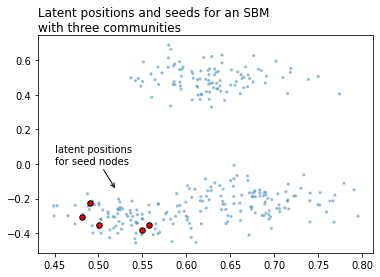 Latent positions and seeds for an SBM
with three communities
0.6
0.4
0.2
latent positions
for seed nodes
0.0
−0.2
−0.4
0.45 0.50 0.55 0.60 0.65 0.70 0.75 0.80